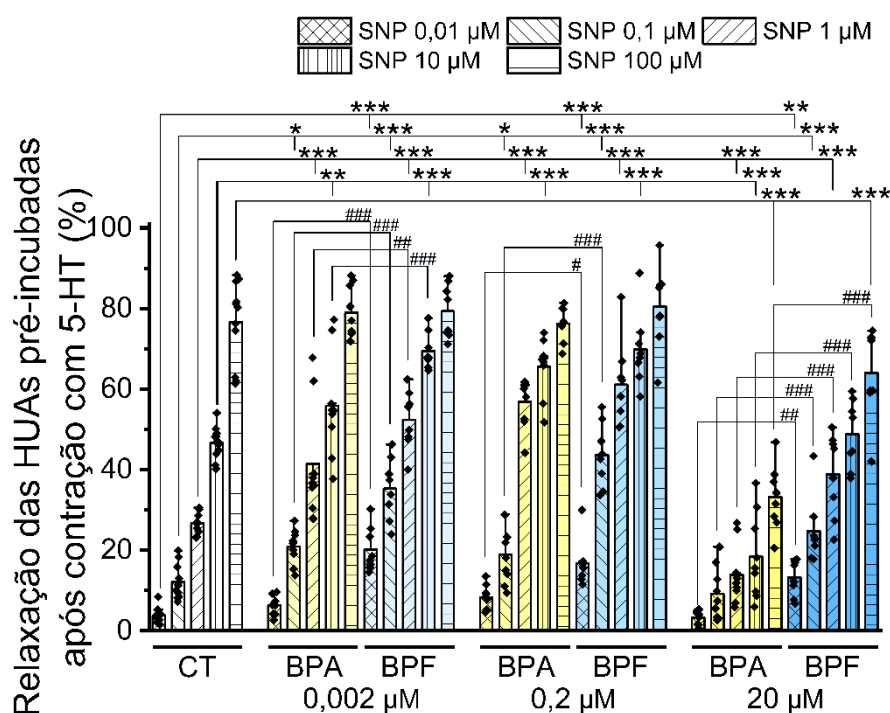 SNP 0,01 µM SNP 0,1 µM SNP 1 µM
SNP 10 µM SNP 100 µM
Relaxação das HUAs pré-incubadas
após contração com 5-HT (%)
*** *** **
* *** * *** ***
*** *** *** *** *** ***
** *** *** *** ***
*** ***
100
80
60
40
20
0
###
###
##
###
###
#
###
###
###
###
##
CT BPA BPF BPA BPF BPA BPF
0,002 µM 0,2 µM 20 µM